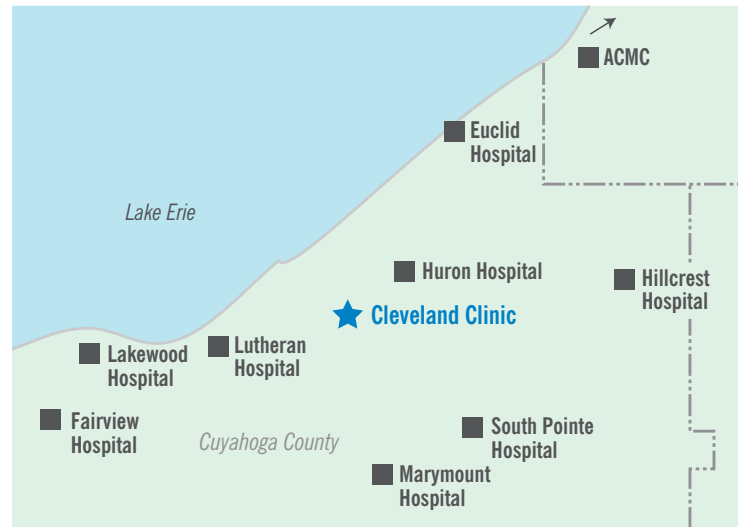 ACMC
Euclid
Hospital
Lake Erie
Huron Hospital
Hillcrest
Hospital
Cleveland Clinic
Lutheran
Hospital
Lakewood
Hospital
Fairview
Hospital
Cuyahoga County
South Pointe
Hospital
Marymount
Hospital